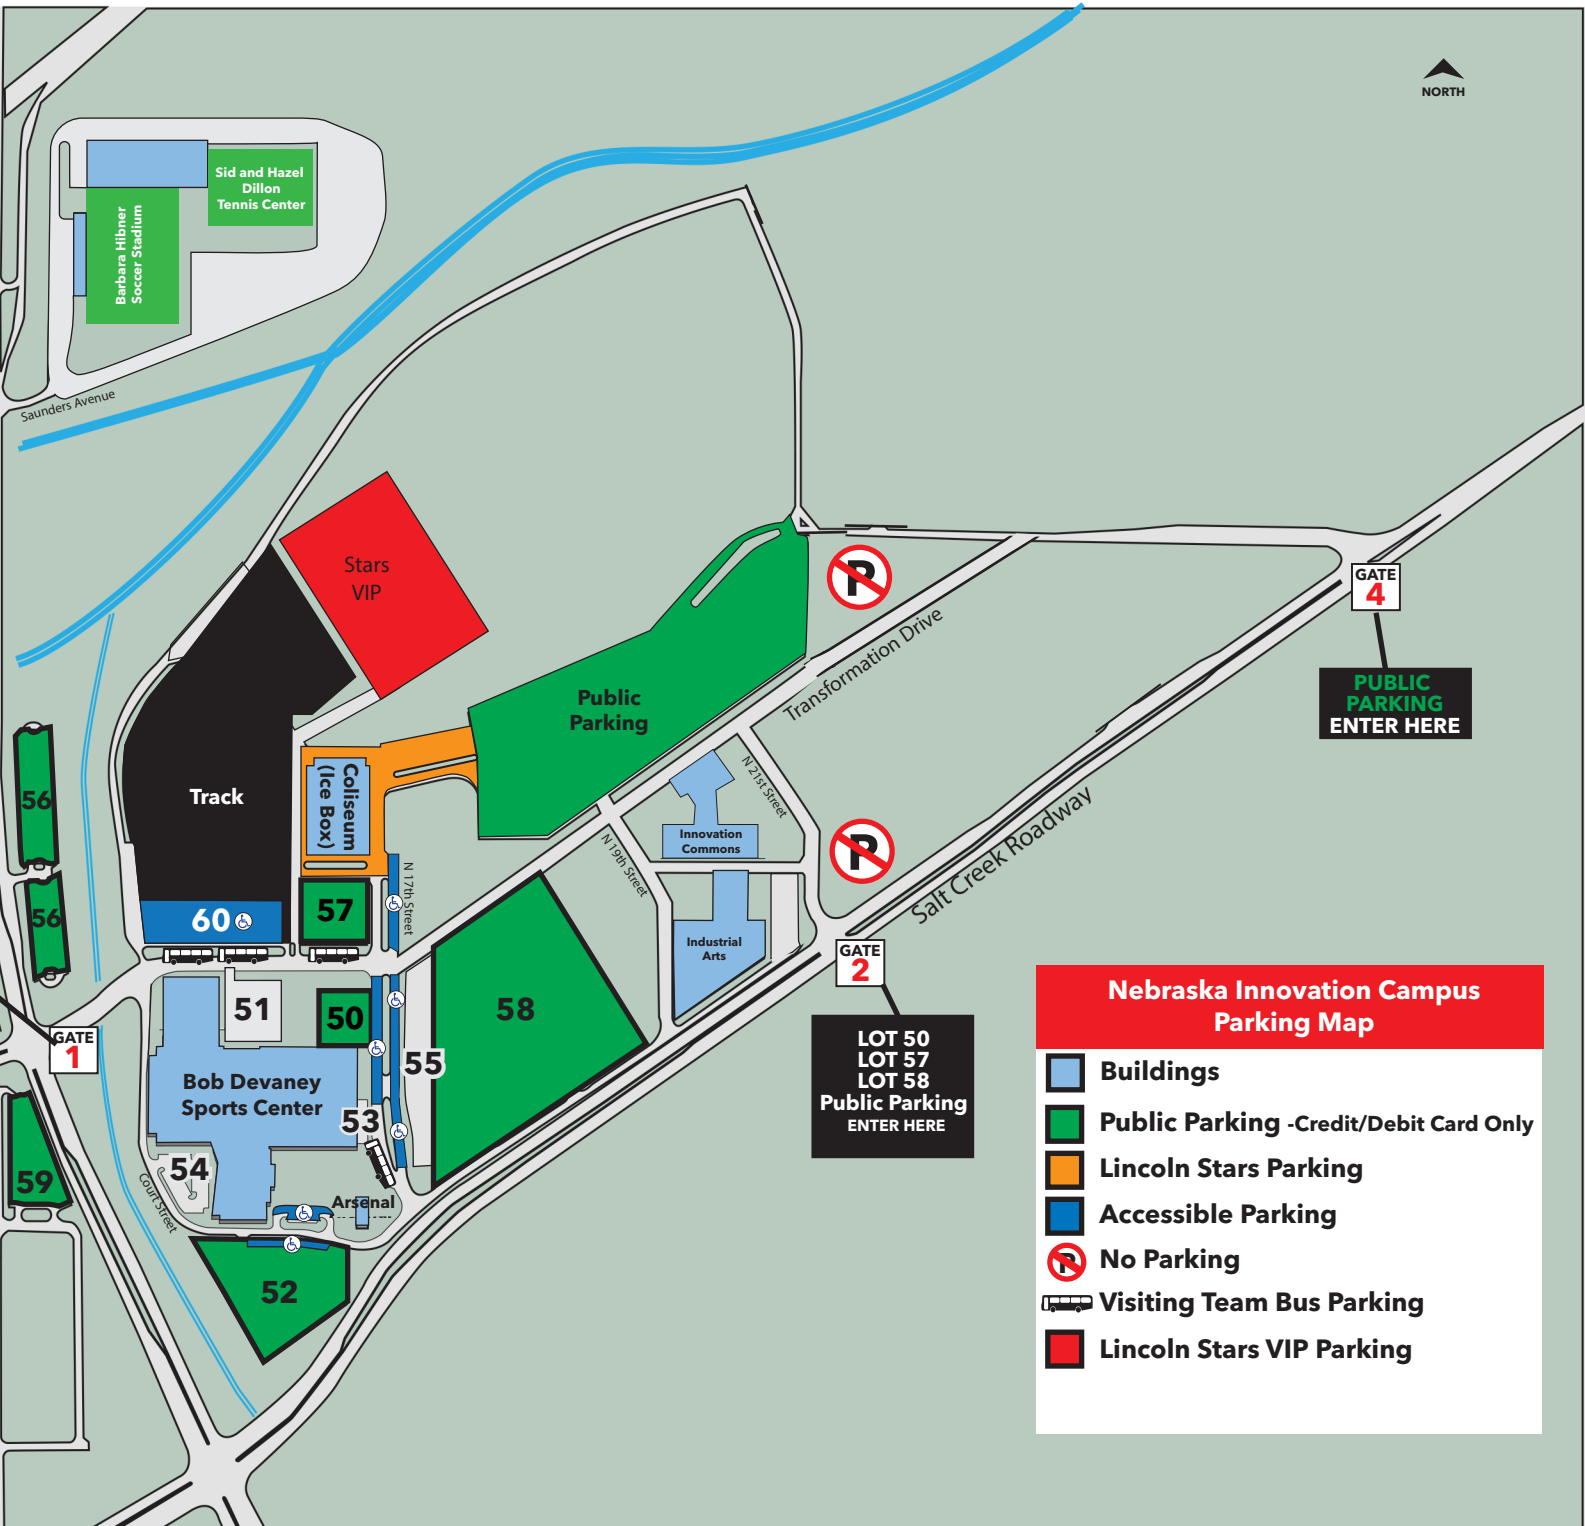 NORTH
Sid and Hazel
Dillon
Tennis Center
Barbara Hibner
Soccer Stadium
Saunders Avenue
Stars
VIP
P
GATE
4
PUBLIC
PARKING
ENTER HERE
Transformation Drive
Public
Parking
Track
Coliseum
(Ice Box)
56
N 21st Street
Innovation
Commons
P
Salt Creek Roadway
N 19th Street
N 17th Street
57
60
56
Industrial
Arts
GATE
2
LOT 50
LOT 57
LOT 58
Public Parking
ENTER HERE
51
50
58
55
GATE
1
Bob Devaney
Sports Center
53
54
59
Court Street
Arsenal
52
Nebraska Innovation Campus
Parking Map
Buildings
Public Parking -Credit/Debit Card Only
Lincoln Stars Parking
Accessible Parking
P
No Parking
Visiting Team Bus Parking
Lincoln Stars VIP Parking